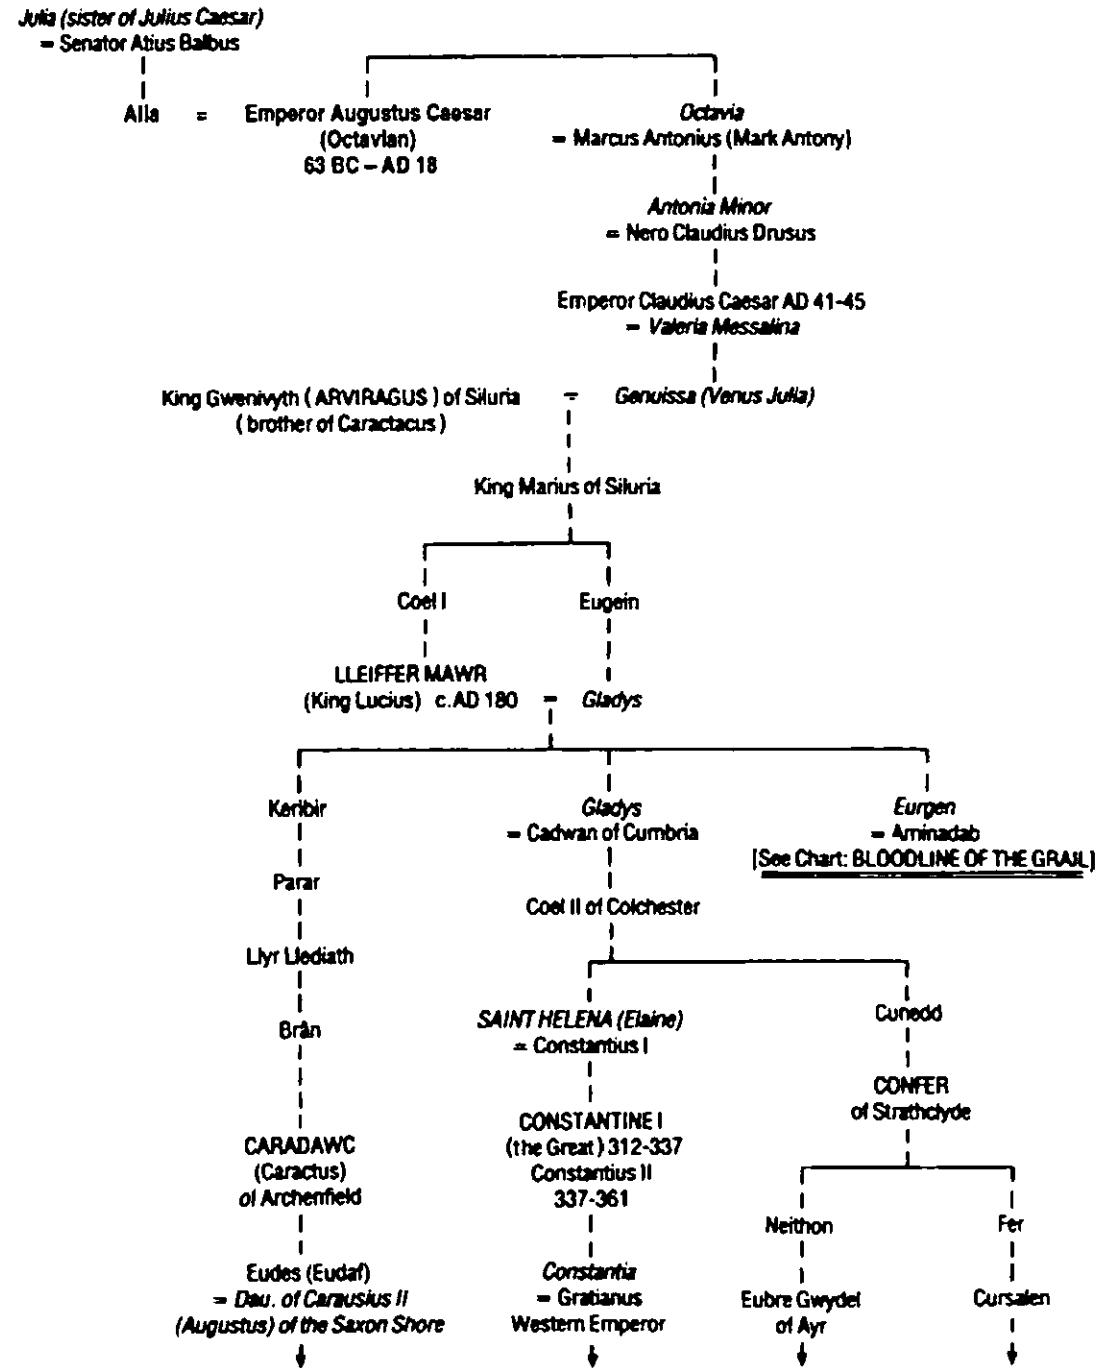 Julia (sister of Julius Caesar)
= Senator Atius Balbus
Alla = Emperor Augustus Caesar
(Octavian)
63 BC – AD 18
Octavia
= Marcus Antonius (Mark Antony)
Antonia Minor
= Nero Claudius Drusus
Emperor Claudius Caesar AD 41-45
= Valeria Messalina
King Gwenivyth ( ARVIRAGUS ) of Siluria = Genuissa (Venus Julia)
( brother of Caractacus )
King Marius of Siluria
Coel I Eugein
LLEIFFER MAWR
(King Lucius) c.AD 180 = Gladys
Keribir
Gladys
= Cadwan of Cumbria
Eurgen
= Aminadab
[See Chart: BLOODLINE OF THE GRAIL]
Parar
Coel II of Colchester
Llyr Llediath
Brân
SAINT HELENA (Elaine)
= Constantius I
Cunedd
CONFER
of Strathclyde
CARADAWC
(Caractus)
of Archenfield
CONSTANTINE I
(the Great) 312-337
Constantius II
337-361
Neithon Fer
Eudes (Eudaf)
= Dau. of Carausius II
(Augustus) of the Saxon Shore
Constantia
= Gratianus
Western Emperor
Eubre Gwydel
of Ayr
Cursalen